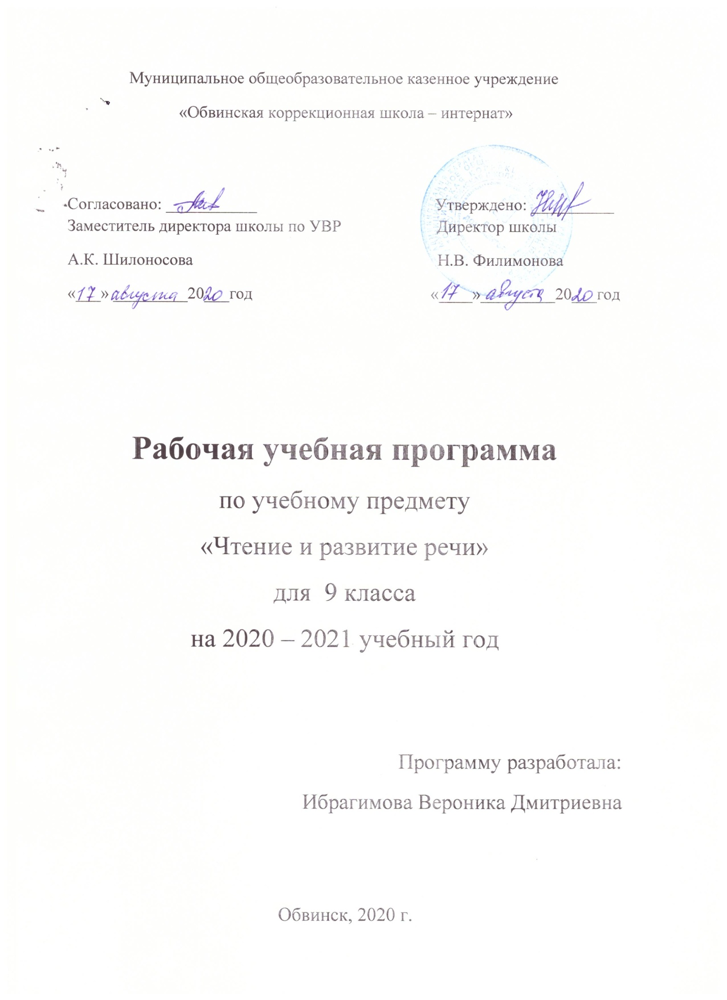 Муниципальное общеобразовательное казенное учреждение
«Обвинская коррекционная школа – интернат»
Согласовано: ___________
Утверждено: __________
Заместитель директора школы по УВР
Директор школы
А.К. Шилоносова
Н.В. Филимонова
«17» августа 2020 год
«17» августа 2020 год
Рабочая учебная программа
по учебному предмету
«Чтение и развитие речи»
для 9 класса
на 2020 – 2021 учебный год
Программу разработала:
Ибрагимова Вероника Дмитриевна
Обвинск, 2020 г.